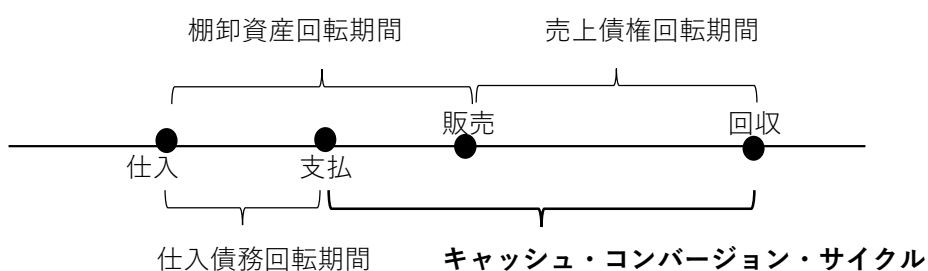 棚卸資産回転期間
売上債権回転期間
販売
回収
仕入
支払
仕入債務回転期間
キャッシュ・コンバージョン・サイクル